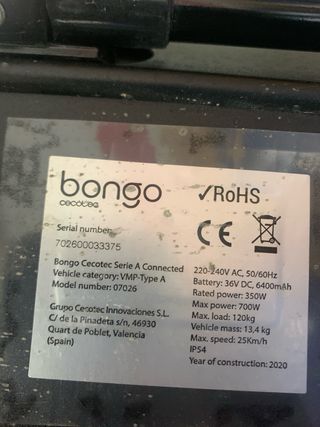 bongo
cecotec
✓RoHS
CE
Serial number:
702600033375
Bongo Cecotec Serie A Connected
Vehicle category: VMP-Type A
Model number: 07026
Grupo Cecotec Innovaciones S.L.
C/ de la Pinadeta s/n, 46930
Quart de Poblet, Valencia
(Spain)
220-240V AC, 50/60Hz
Battery: 36V DC, 6400mAh
Rated power: 350W
Max power: 700W
Max. load: 120kg
Vehicle mass: 13,4 kg
Max. speed: 25Km/h
IP54
Year of construction: 2020